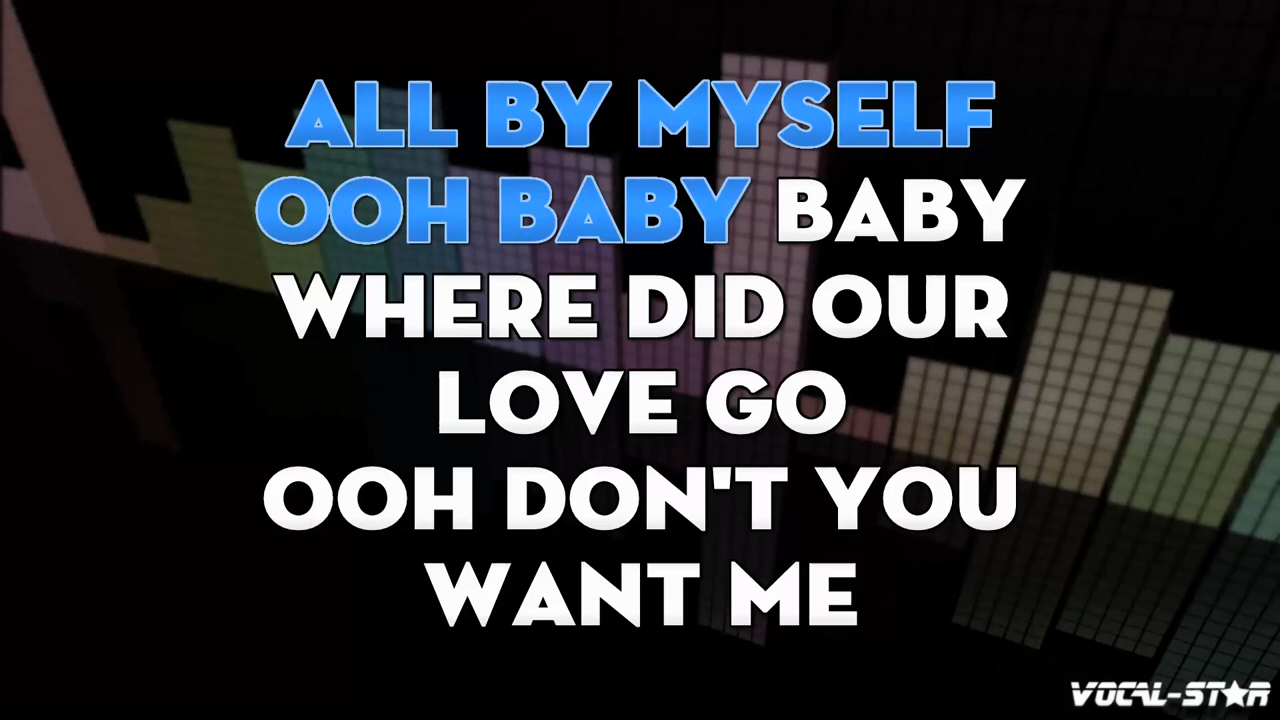 ALL BY MYSELF
OOH BABY BABY
WHERE DID OUR
LOVE GO
OOH DON'T YOU
WANT ME
VOCAL-STAR